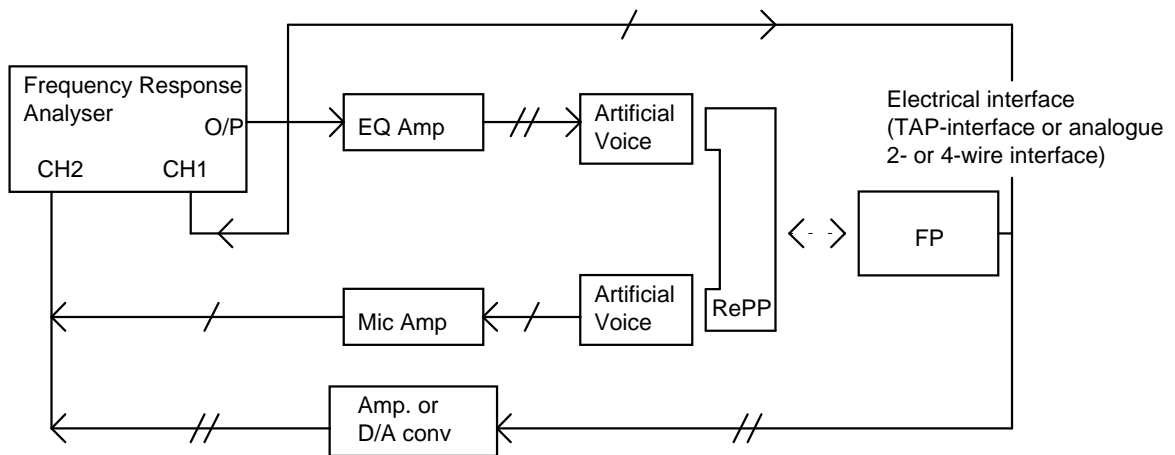 Frequency Response
Analyser
O/P
CH2
CH1
EQ Amp
Artificial
Voice
Electrical interface
(TAP-interface or analogue
2- or 4-wire interface)
FP
Mic Amp
Artificial
Voice
RePP
Amp. or
D/A conv